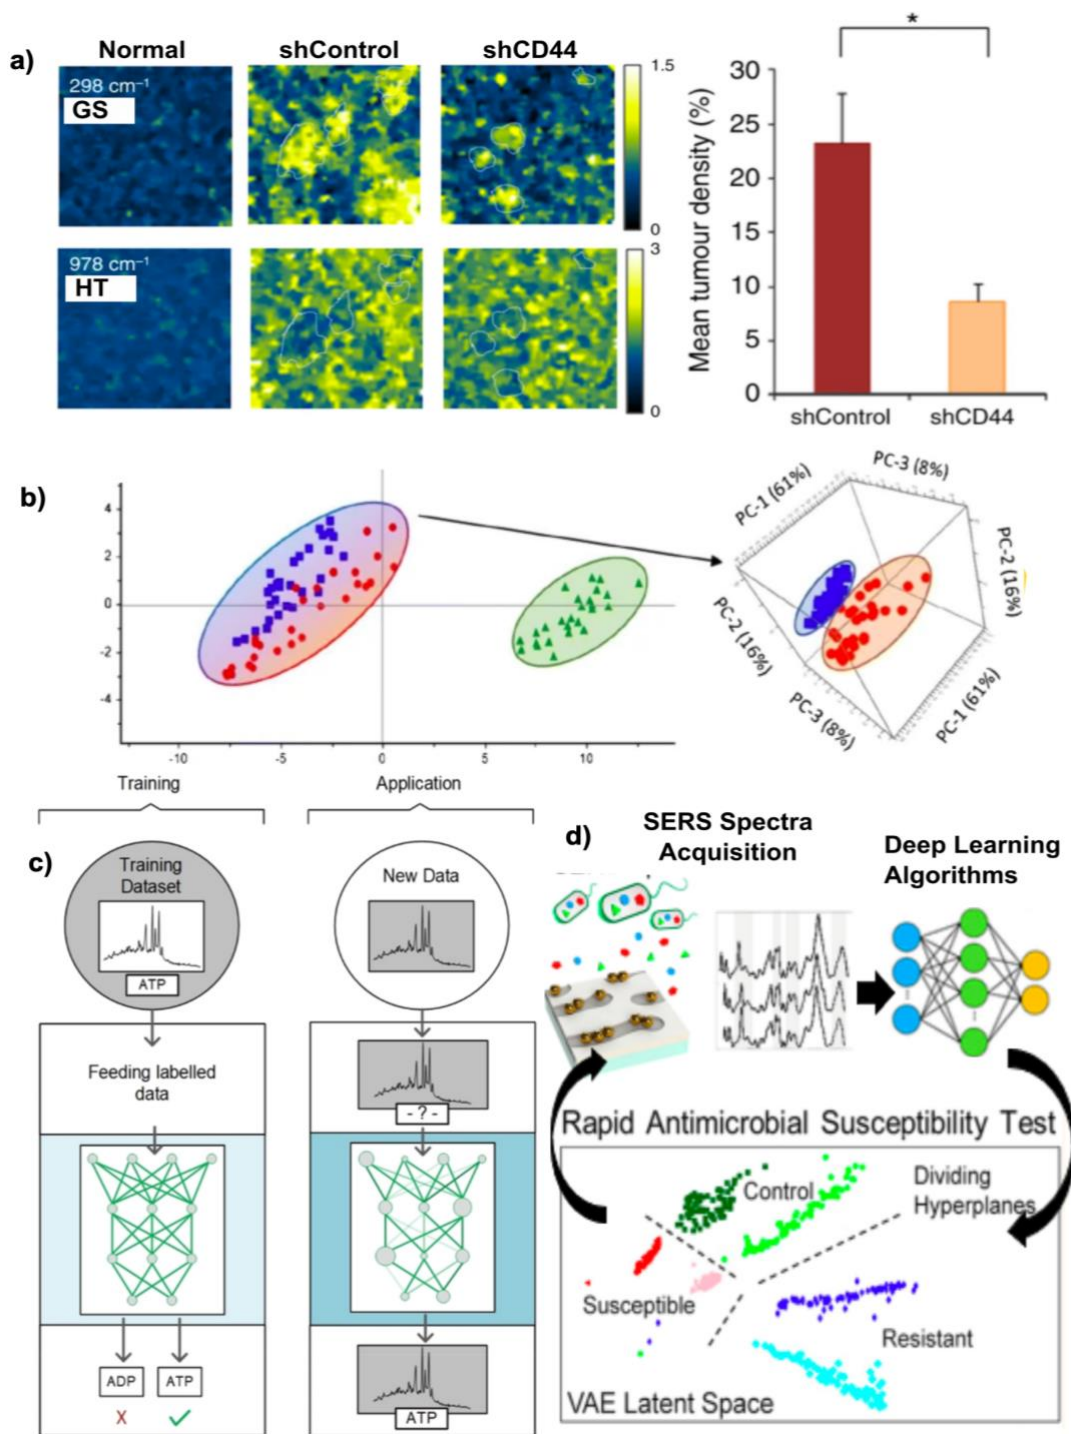 a)
Normal
shControl
shCD44
298 cm⁻¹
GS
1.5
0
978 cm⁻¹
HT
3
0
*
Mean tumour density (%)
30
25
20
15
10
5
0
shControl
shCD44
b)
4
2
0
-2
-4
-10
-5
0
5
10
PC-1 (61%)
PC-3 (8%)
PC-2 (16%)
PC-2 (16%)
PC-3 (8%)
PC-1 (61%)
Training
Application
c)
Training
Dataset
ATP
Feeding labelled
data
ADP
ATP
X
✓
New Data
- ? -
ATP
d)
SERS Spectra
Acquisition
Deep Learning
Algorithms
Rapid Antimicrobial Susceptibility Test
Control
Dividing
Hyperplanes
Susceptible
Resistant
VAE Latent Space